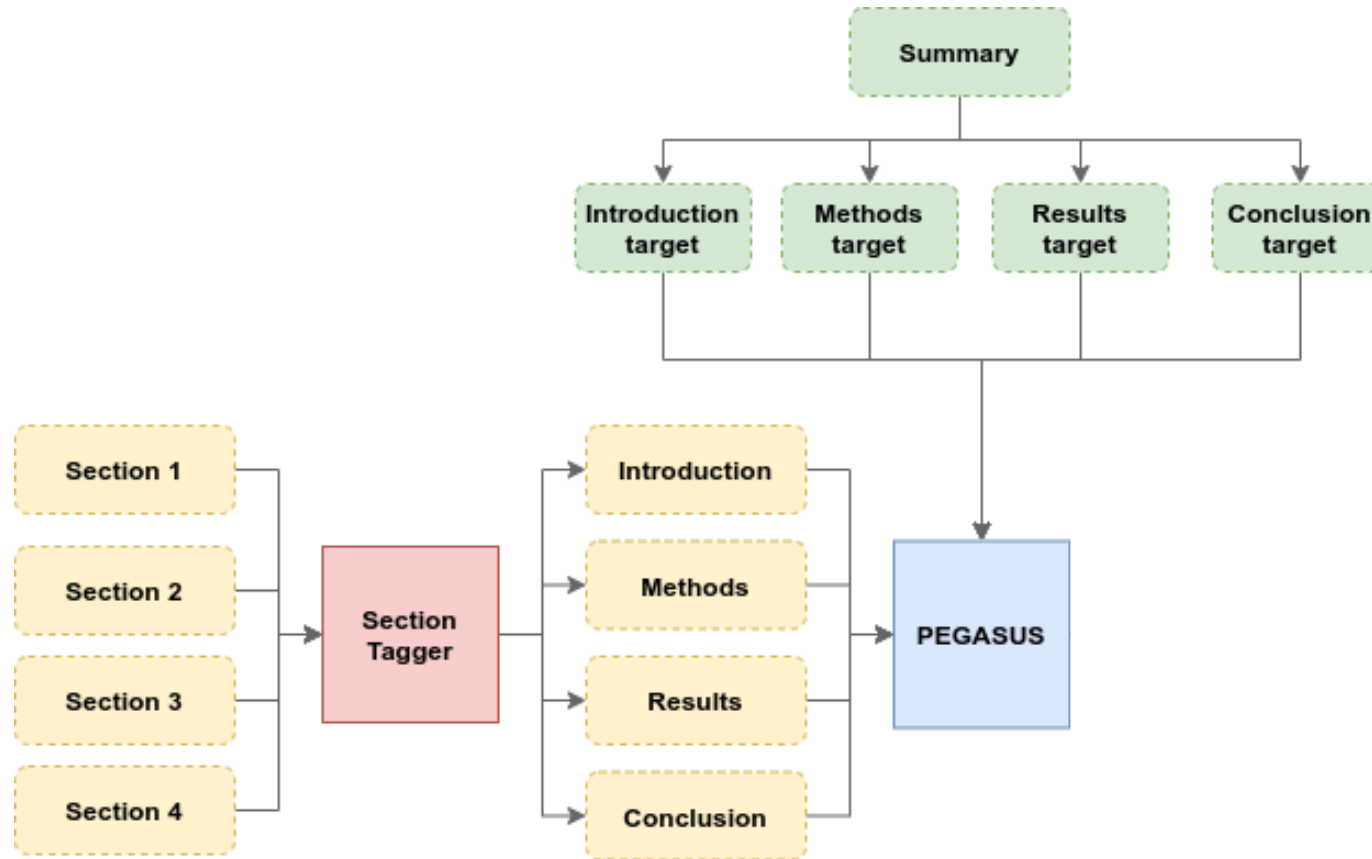 Summary
Introduction
target
Methods
target
Results
target
Conclusion
target
Section 1
Section 2
Section 3
Section 4
Section
Tagger
Introduction
Methods
Results
Conclusion
PEGASUS